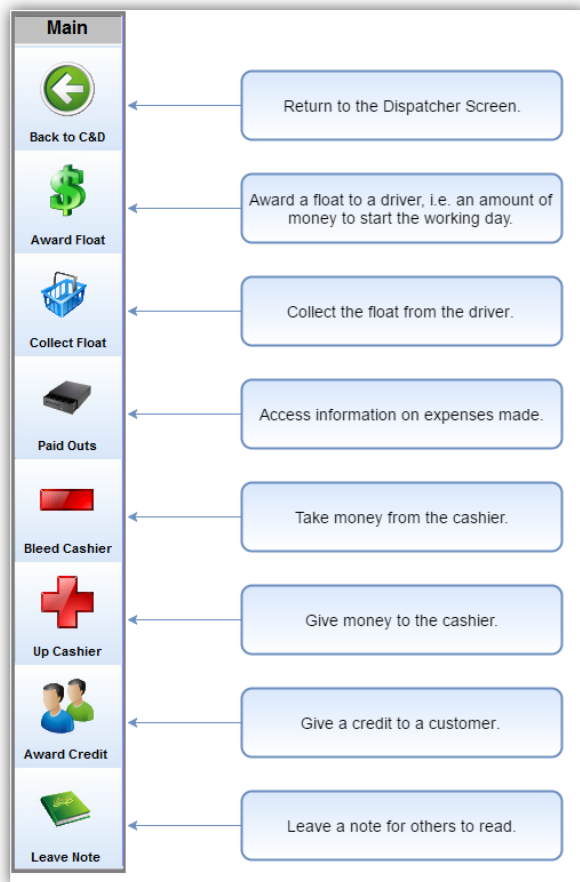 Main
Back to C&D
Return to the Dispatcher Screen.
Award Float
Award a float to a driver, i.e. an amount of
money to start the working day.
Collect Float
Collect the float from the driver.
Paid Outs
Access information on expenses made.
Bleed Cashier
Take money from the cashier.
Up Cashier
Give money to the cashier.
Award Credit
Give a credit to a customer.
Leave Note
Leave a note for others to read.